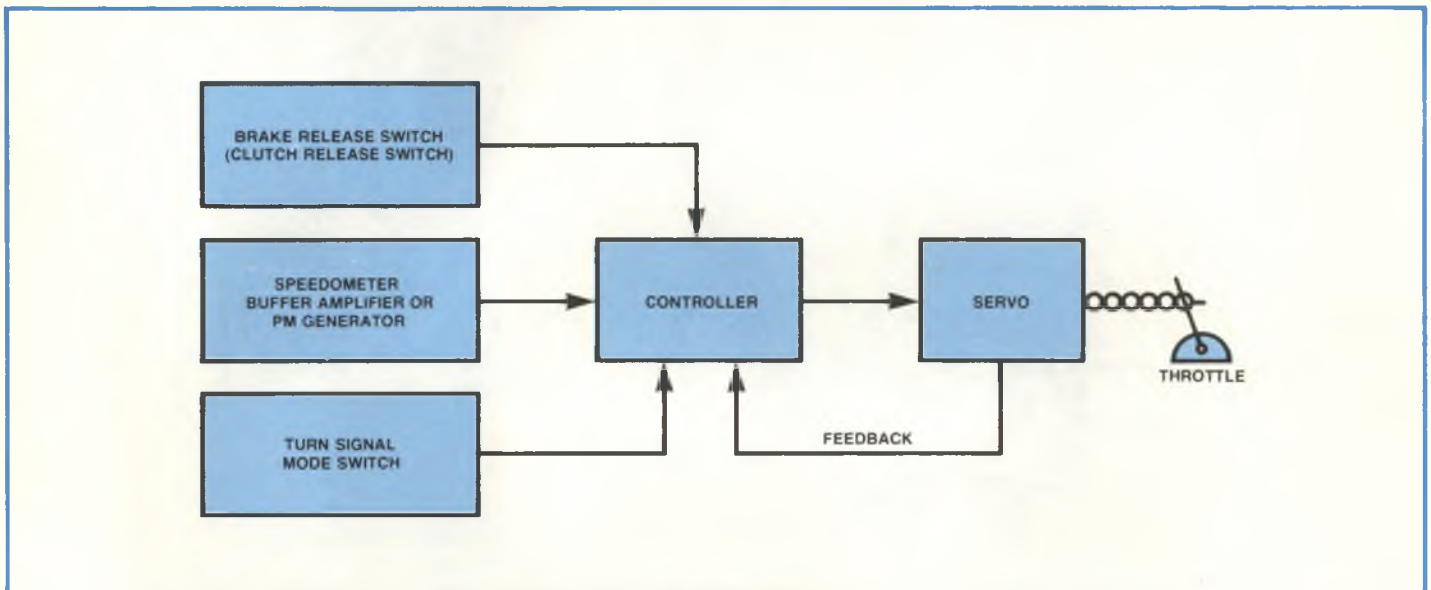 BRAKE RELEASE SWITCH
(CLUTCH RELEASE SWITCH)
SPEEDOMETER
BUFFER AMPLIFIER OR
PM GENERATOR
CONTROLLER
SERVO
THROTTLE
TURN SIGNAL
MODE SWITCH
FEEDBACK